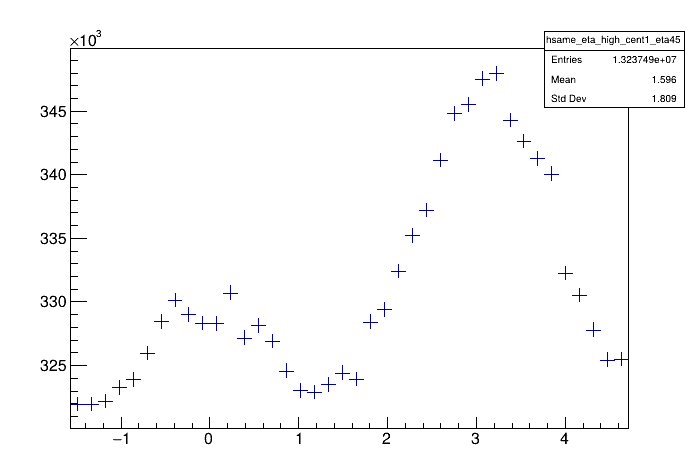 ×10³
hsame_eta_high_cent1_eta45
Entries 1.323749e+07
Mean 1.596
Std Dev 1.809
345
340
335
330
325
−1 0 1 2 3 4